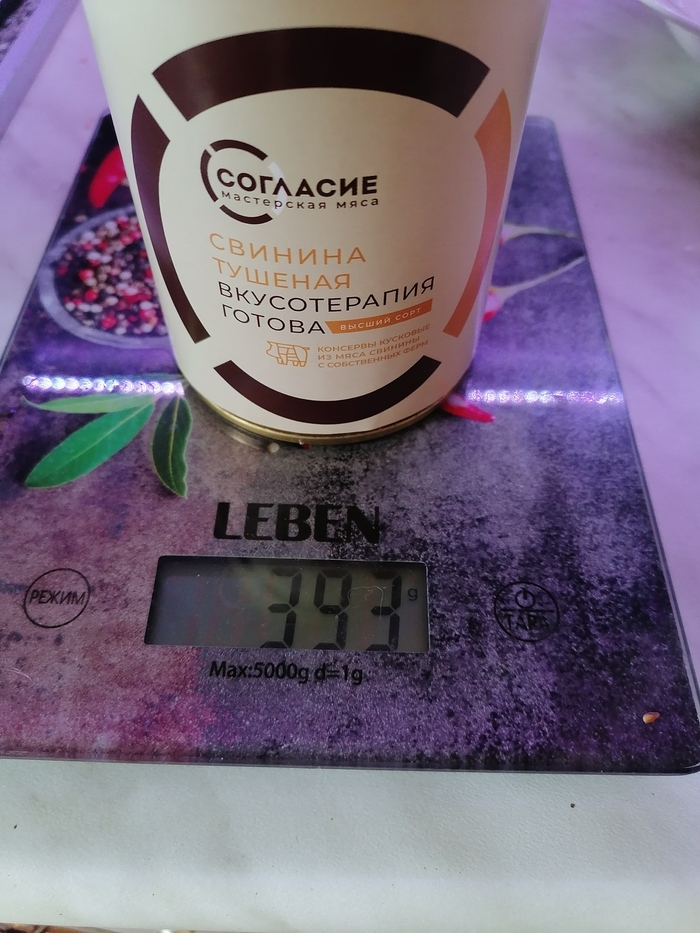 СОГЛАСИЕ
мастерская мяса
СВИНИНА
ТУШЕНАЯ
ВКУСОТЕРАПИЯ
ГОТОВА ВЫСШИЙ СОРТ
КОНСЕРВЫ КУСКОВЫЕ
ИЗ МЯСА СВИНИНЫ
С СОБСТВЕННЫХ ФЕРМ
LEBEN
РЕЖИМ
393 g
ТАРА
Max:5000g d=1g